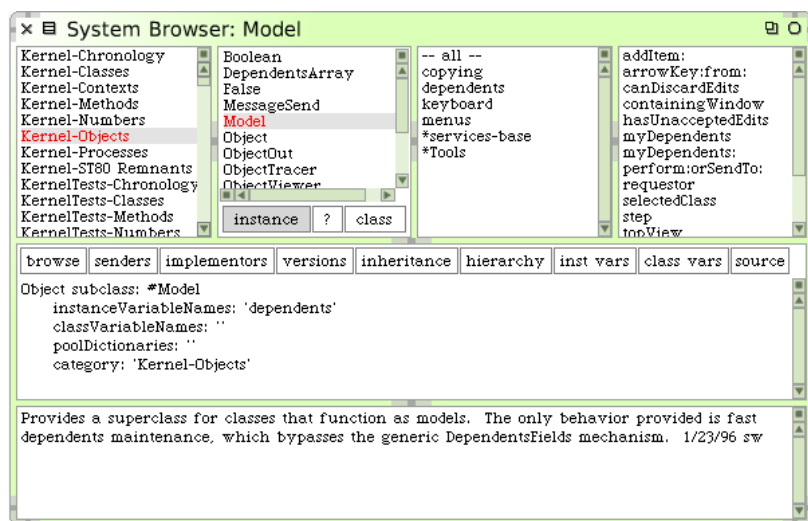 System Browser: Model
Kernel-Chronology
Kernel-Classes
Kernel-Contexts
Kernel-Methods
Kernel-Numbers
Kernel-Objects
Kernel-Processes
Kernel-ST80 Remnants
KernelTests-Chronology
KernelTests-Classes
KernelTests-Methods
KernelTests-Numbers
Boolean
DependentsArray
False
MessageSend
Model
Object
ObjectOut
ObjectTracer
ObjectViewer
instance ? class
-- all --
copying
dependents
keyboard
menus
*services-base
*Tools
addItem:
arrowKey:from:
canDiscardEdits
containingWindow
hasUnacceptedEdits
myDependents
myDependents:
perform:orSendTo:
requestor
selectedClass
step
topView
browse senders implementors versions inheritance hierarchy inst vars class vars source
Object subclass: #Model
instanceVariableNames: 'dependents'
classVariableNames: ''
poolDictionaries: ''
category: 'Kernel-Objects'
Provides a superclass for classes that function as models.  The only behavior provided is fast
dependents maintenance, which bypasses the generic DependentsFields mechanism.  1/23/96 sw